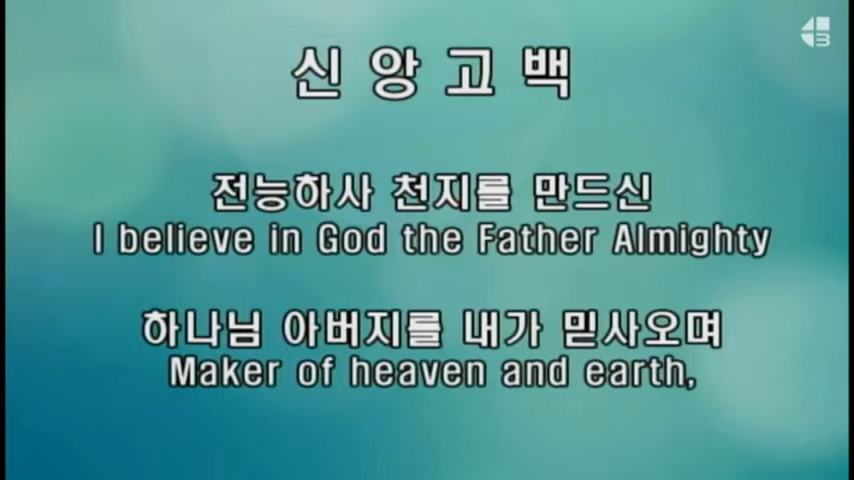 신앙고백
전능하사 천지를 만드신
I believe in God the Father Almighty
하나님 아버지를 내가 믿사오며
Maker of heaven and earth,